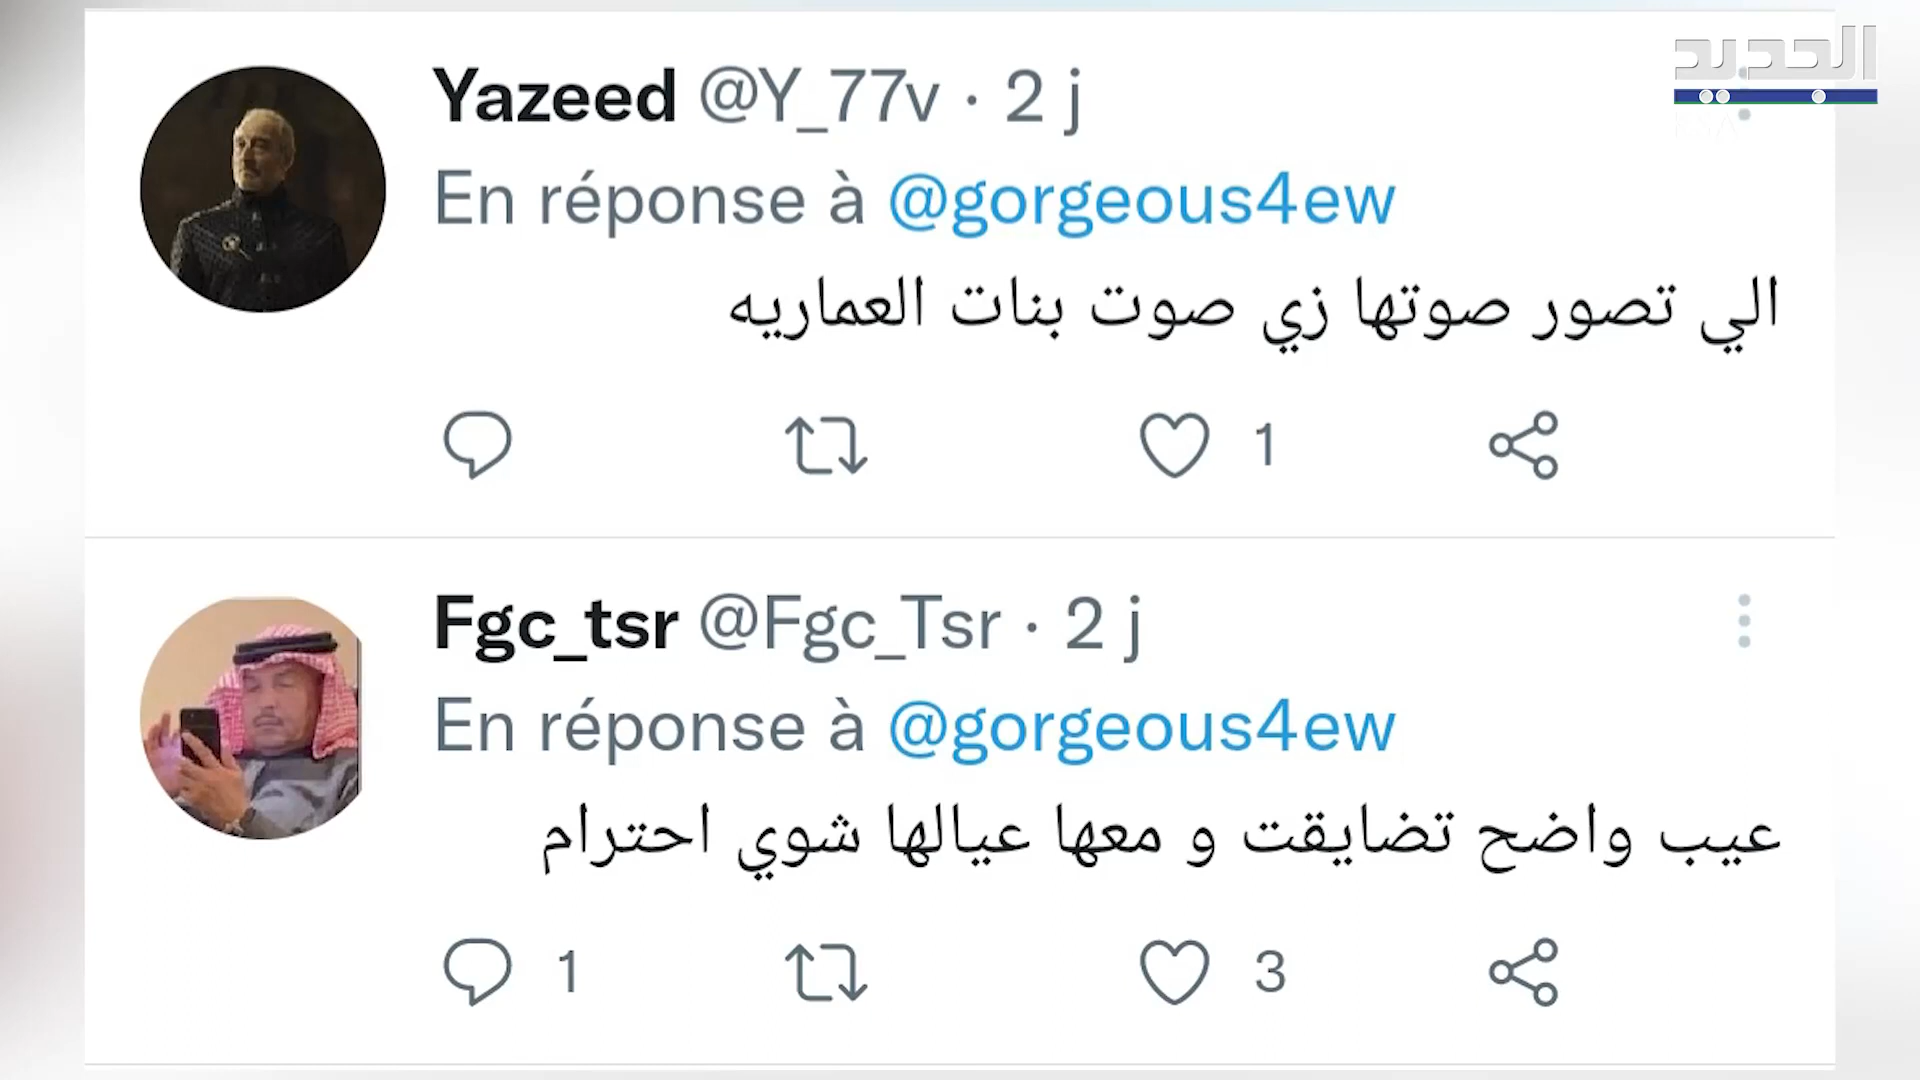 الجديد
Yazeed @Y_77v · 2 j
En réponse à @gorgeous4ew
الي تصور صوتها زي صوت بنات العماريه
1
Fgc_tsr @Fgc_Tsr · 2 j
En réponse à @gorgeous4ew
عيب واضح تضايقت و معها عيالها شوي احترام
1 3